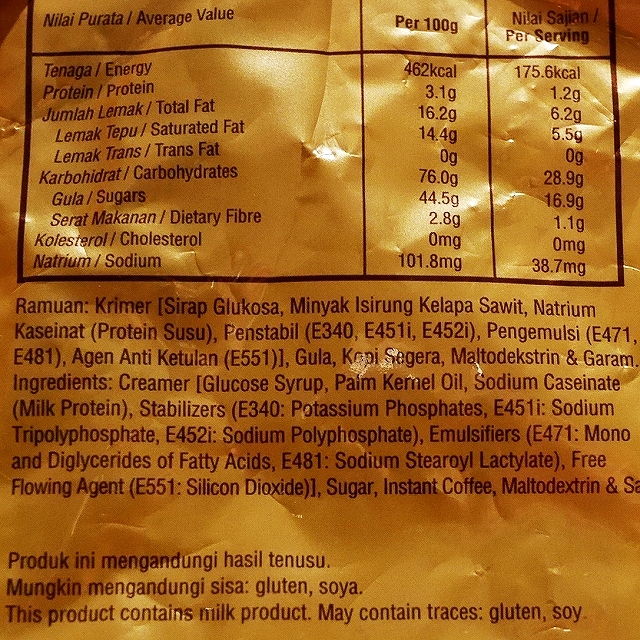 Nilai Purata / Average Value Per 100g Nilai Sajian / Per Serving
Tenaga / Energy 462kcal 175.6kcal
Protein / Protein 3.1g 1.2g
Jumlah Lemak / Total Fat 16.2g 6.2g
Lemak Tepu / Saturated Fat 14.4g 5.5g
Lemak Trans / Trans Fat 0g 0g
Karbohidrat / Carbohydrates 76.0g 28.9g
Gula / Sugars 44.5g 16.9g
Serat Makanan / Dietary Fibre 2.8g 1.1g
Kolesterol / Cholesterol 0mg 0mg
Natrium / Sodium 101.8mg 38.7mg
Ramuan: Krimer [Sirap Glukosa, Minyak Isirung Kelapa Sawit, Natrium
Kaseinat (Protein Susu), Penstabil (E340, E451i, E452i), Pengemulsi (E471,
E481), Agen Anti Ketulan (E551)], Gula, Kopi Segera, Maltodekstrin & Garam.
Ingredients: Creamer [Glucose Syrup, Palm Kernel Oil, Sodium Caseinate
(Milk Protein), Stabilizers (E340: Potassium Phosphates, E451i: Sodium
Tripolyphosphate, E452i: Sodium Polyphosphate), Emulsifiers (E471: Mono
and Diglycerides of Fatty Acids, E481: Sodium Stearoyl Lactylate), Free
Flowing Agent (E551: Silicon Dioxide)], Sugar, Instant Coffee, Maltodextrin & Sa
Produk ini mengandungi hasil tenusu.
Mungkin mengandungi sisa: gluten, soya.
This product contains milk product. May contain traces: gluten, soy.